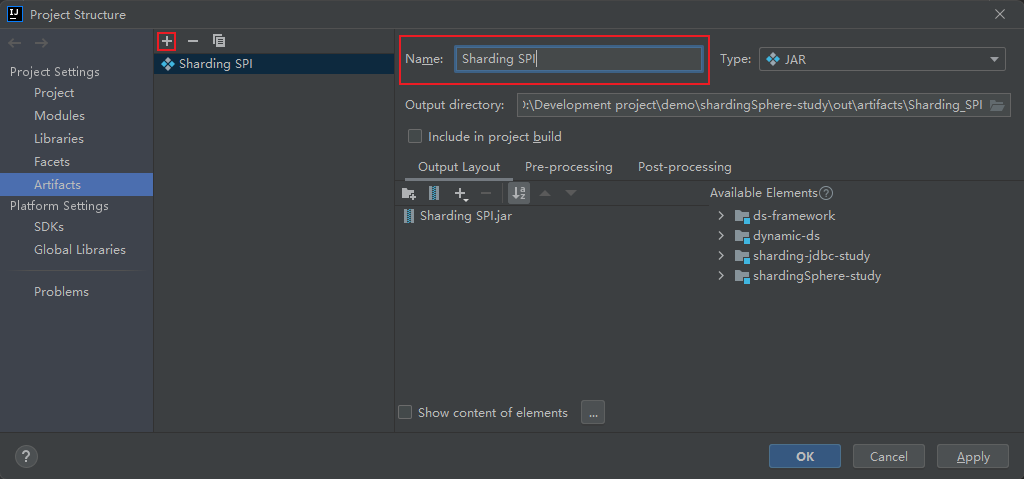 Project Structure
Project Settings
Project
Modules
Libraries
Facets
Artifacts
Platform Settings
SDKs
Global Libraries
Problems
Sharding SPI
Name: Sharding SPI
Type: JAR
Output directory: :\Development project\demo\shardingSphere-study\out\artifacts\Sharding_SPI
Include in project build
Output Layout Pre-processing Post-processing
Sharding SPI.jar
Available Elements
ds-framework
dynamic-ds
sharding-jdbc-study
shardingSphere-study
Show content of elements ...
OK Cancel Apply